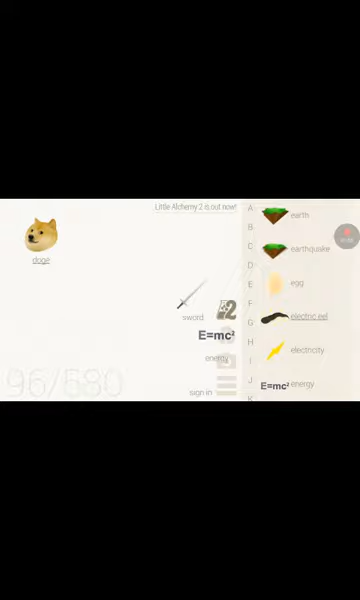 Little Alchemy 2 is out now!
doge
sword
E=mc²
energy
sign in
96/580
A
B
C
D
E
F
G
H
I
J
K
earth
earthquake
egg
electric eel
electricity
E=mc²
energy